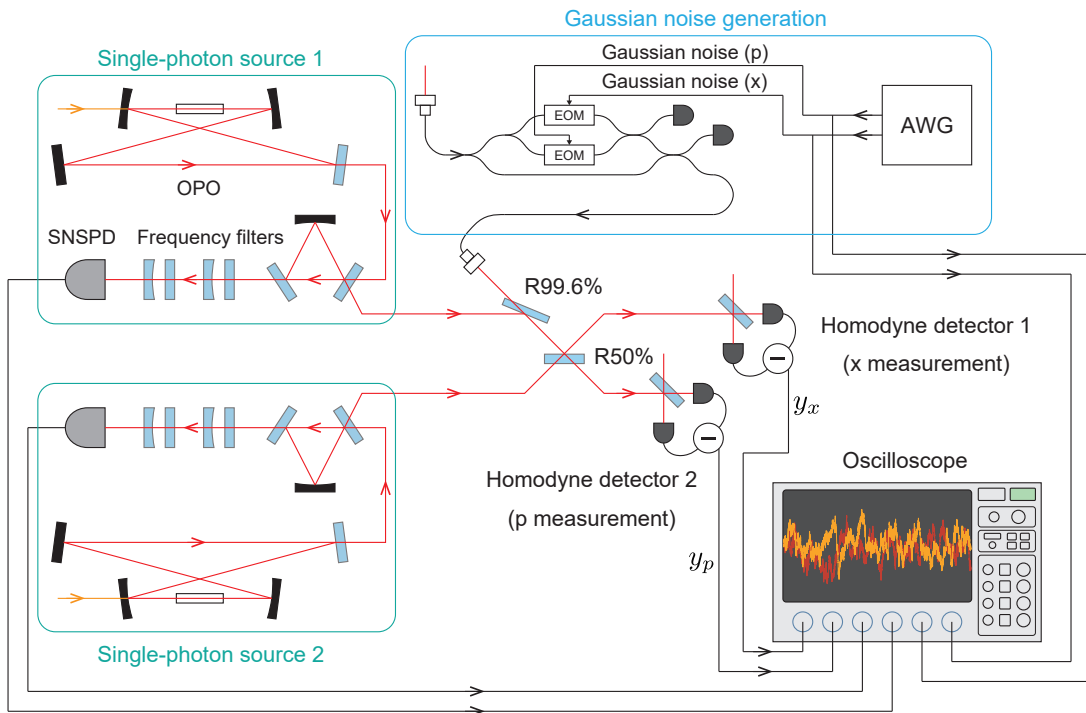 Gaussian noise generation
Single-photon source 1
Gaussian noise (p)
Gaussian noise (x)
EOM
EOM
AWG
OPO
SNSPD
Frequency filters
R99.6%
R50%
Homodyne detector 1
(x measurement)
y_x
Homodyne detector 2
(p measurement)
y_p
Oscilloscope
Single-photon source 2